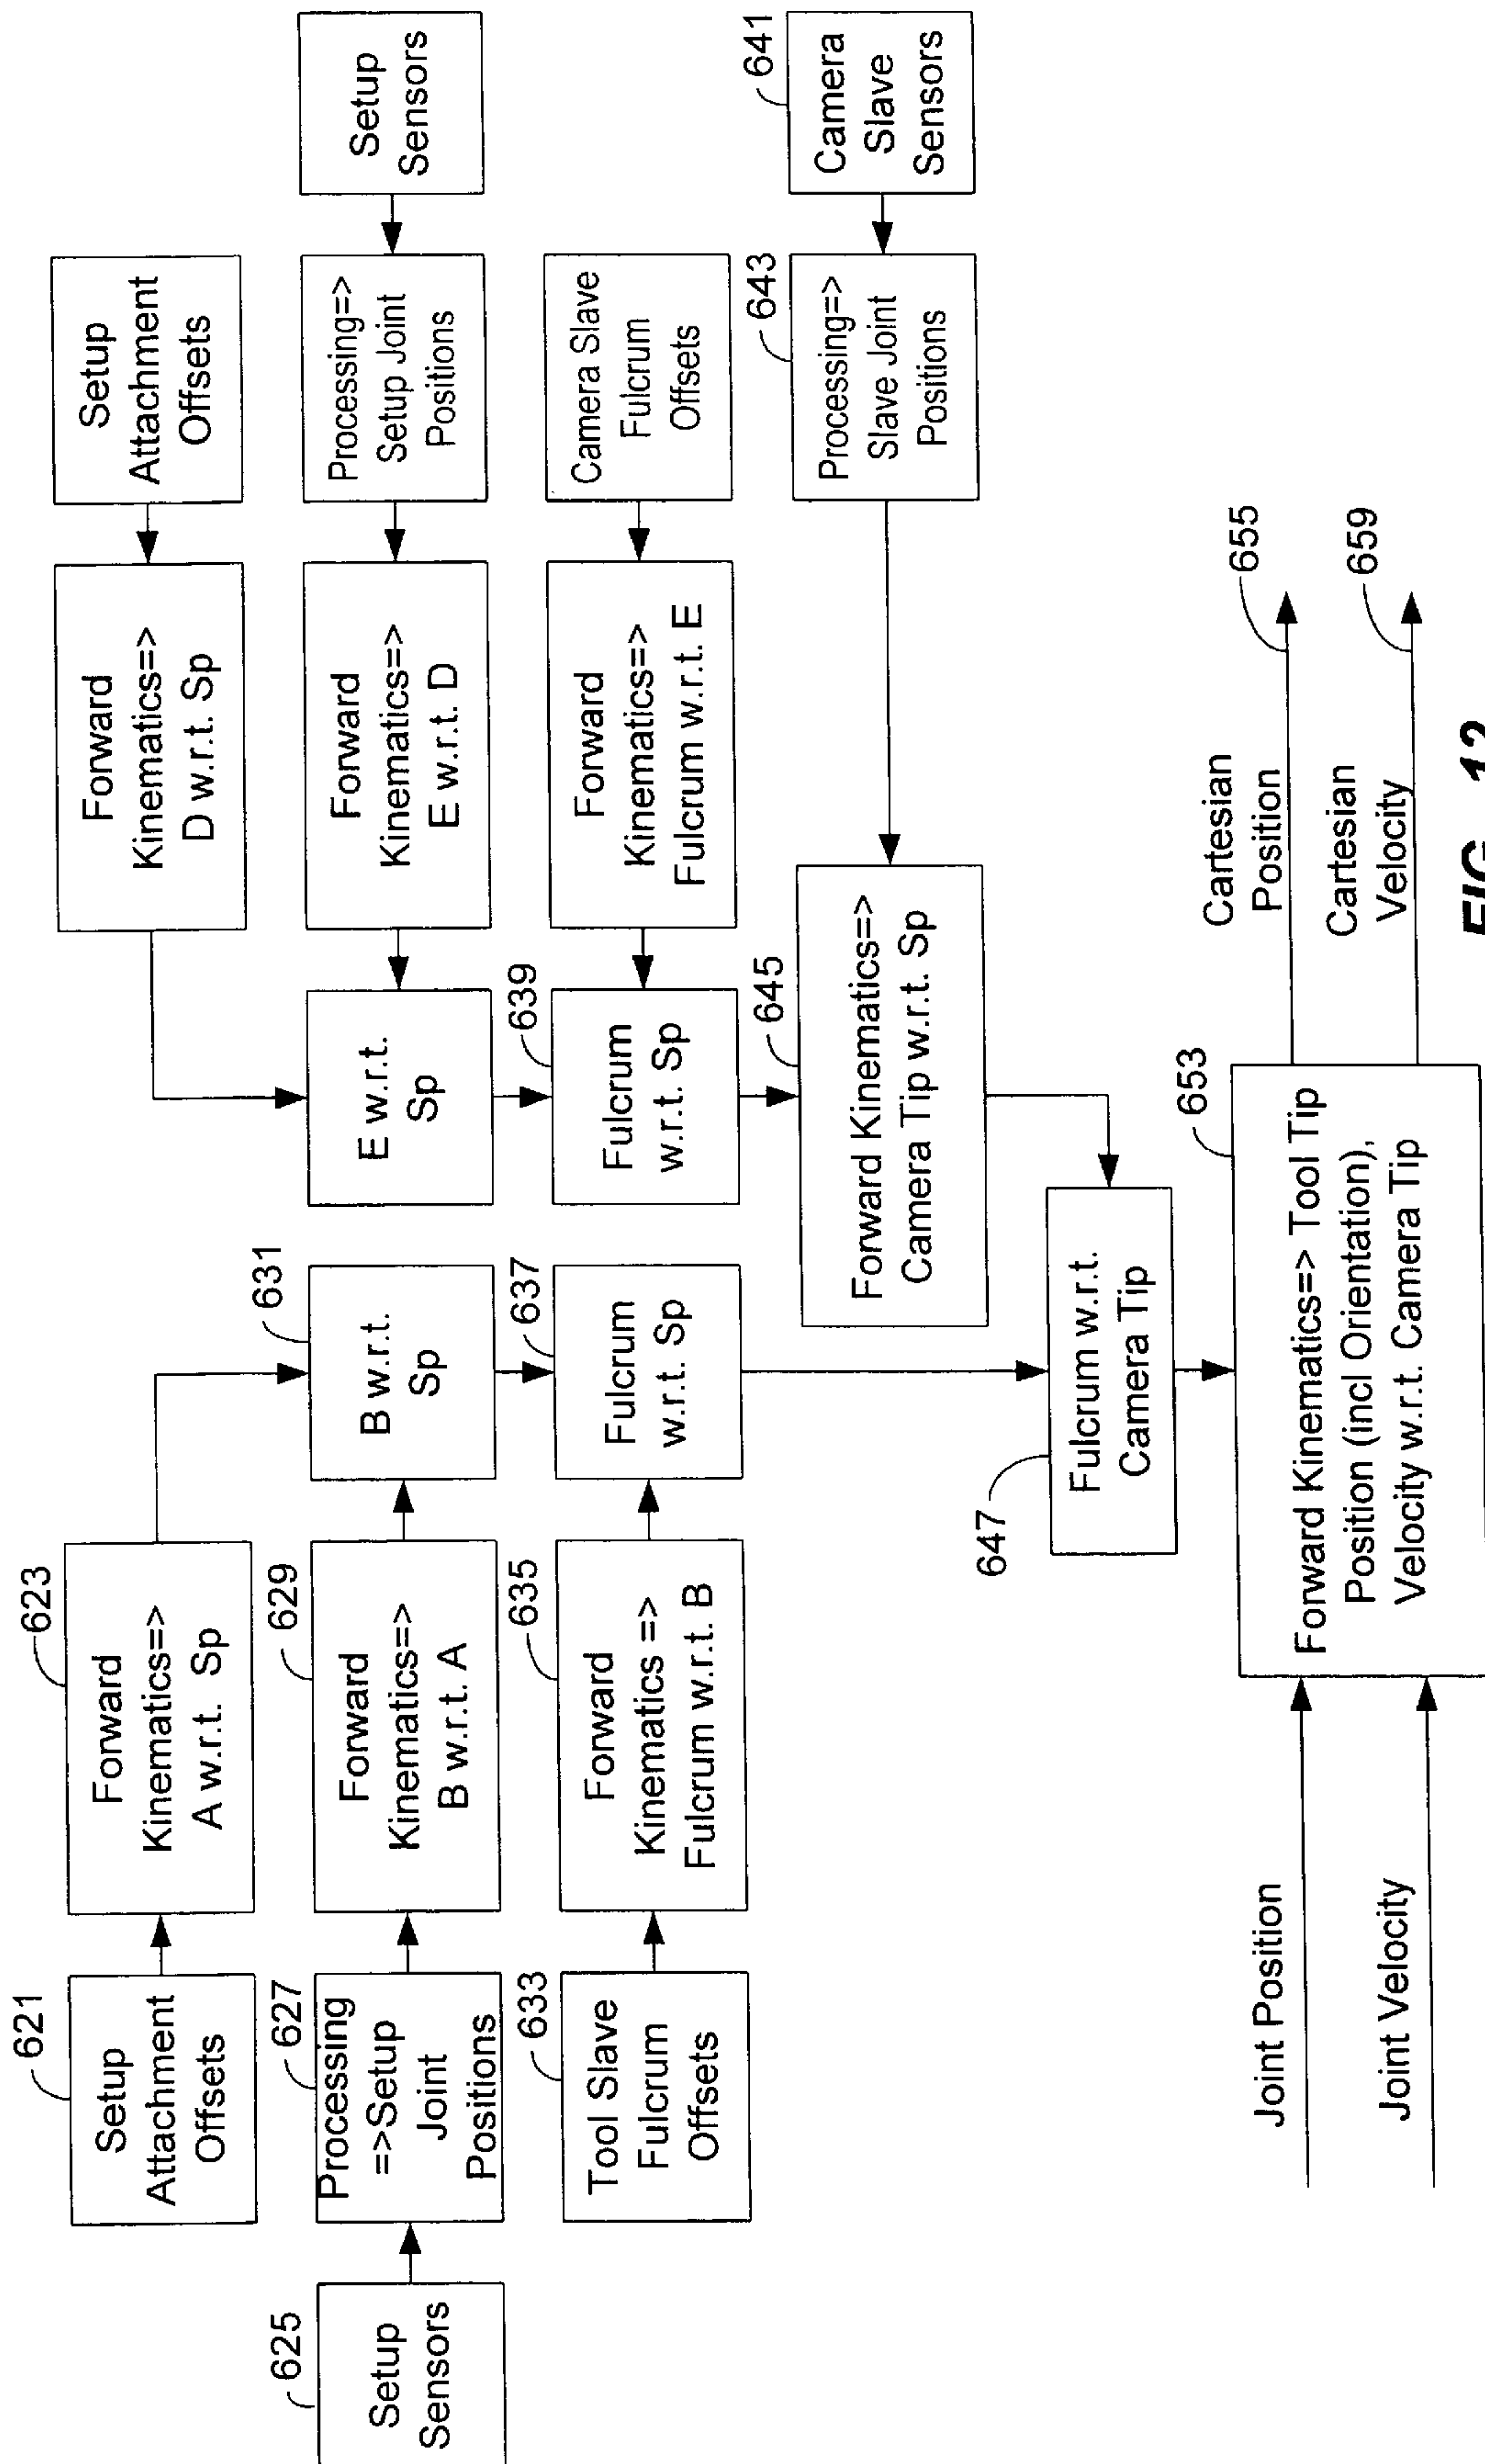 621
Setup
Attachment
Offsets
623
Forward
Kinematics=>
A w.r.t. Sp
Forward
Kinematics=>
D w.r.t. Sp
Setup
Attachment
Offsets
625
Setup
Sensors
627
Processing
=>Setup
Joint
Positions
629
Forward
Kinematics=>
B w.r.t. A
631
B w.r.t.
Sp
E w.r.t.
Sp
Forward
Kinematics=>
E w.r.t. D
Processing=>
Setup Joint
Positions
Setup
Sensors
633
Tool Slave
Fulcrum
Offsets
635
Forward
Kinematics =>
Fulcrum w.r.t. B
637
Fulcrum
w.r.t. Sp
639
Fulcrum
w.r.t. Sp
Forward
Kinematics=>
Fulcrum w.r.t. E
Camera Slave
Fulcrum
Offsets
645
Forward Kinematics=>
Camera Tip w.r.t. Sp
643
Processing=>
Slave Joint
Positions
641
Camera
Slave
Sensors
647
Fulcrum w.r.t.
Camera Tip
Joint Position
Joint Velocity
653
Forward Kinematics=> Tool Tip
Position (incl Orientation),
Velocity w.r.t. Camera Tip
Cartesian
Position
655
Cartesian
Velocity
659